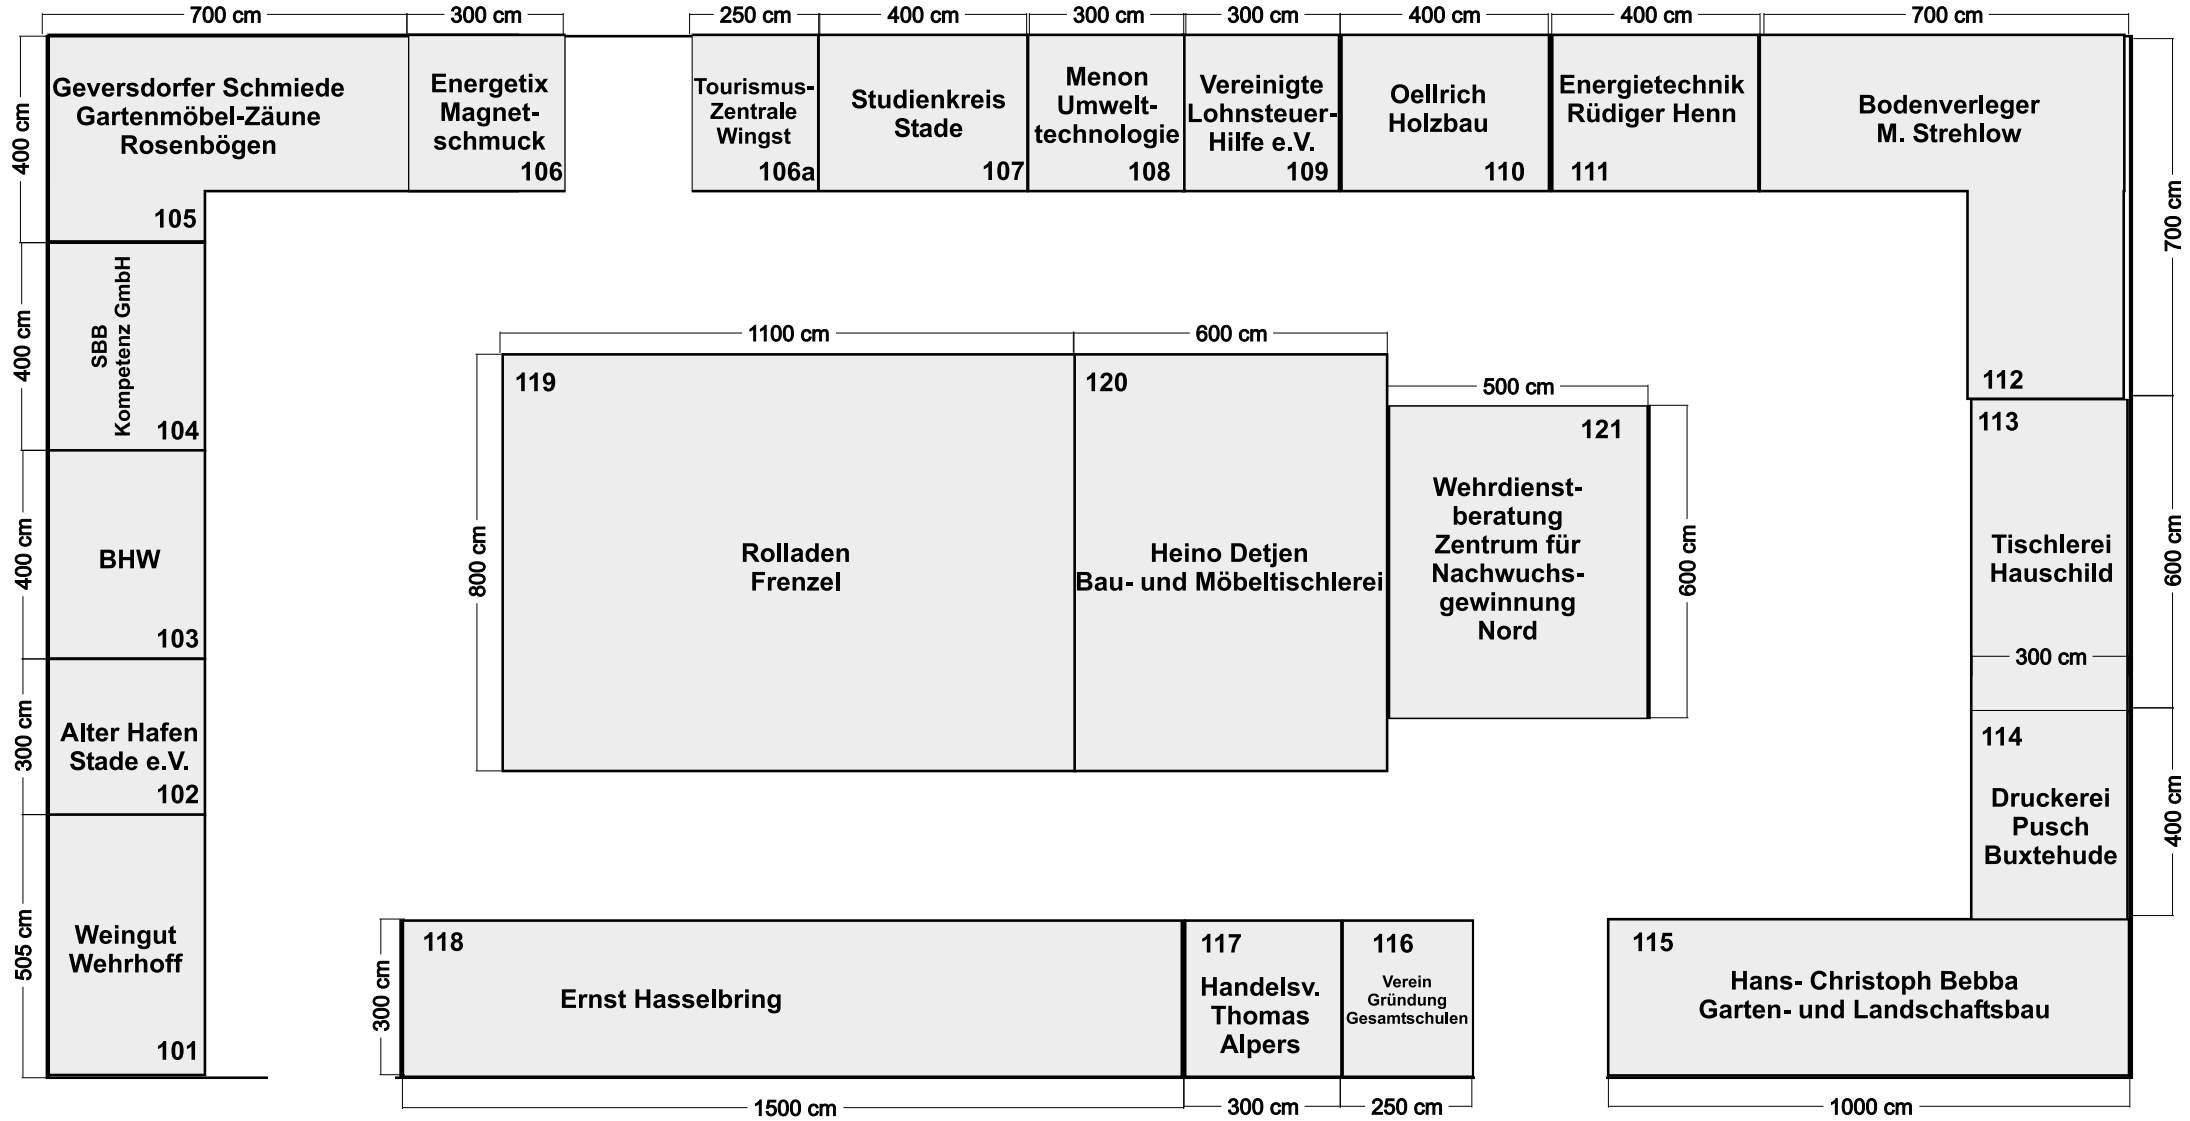 700 cm
300 cm
250 cm
400 cm
300 cm
300 cm
400 cm
400 cm
700 cm
400 cm
Geversdorfer Schmiede
Gartenmöbel-Zäune
Rosenbögen
105
Energetix
Magnet-
schmuck
106
Tourismus-
Zentrale
Wingst
106a
Studienkreis
Stade
107
Menon
Umwelt-
technologie
108
Vereinigte
Lohnsteuer-
Hilfe e.V.
109
Oellrich
Holzbau
110
Energietechnik
Rüdiger Henn
111
Bodenverleger
M. Strehlow
112
700 cm
400 cm
SBB
Kompetenz GmbH
104
400 cm
BHW
103
300 cm
Alter Hafen
Stade e.V.
102
505 cm
Weingut
Wehrhoff
101
1100 cm
600 cm
800 cm
119
Rolladen
Frenzel
120
Heino Detjen
Bau- und Möbeltischlerei
500 cm
121
Wehrdienst-
beratung
Zentrum für
Nachwuchs-
gewinnung
Nord
600 cm
113
Tischlerei
Hauschild
300 cm
600 cm
114
Druckerei
Pusch
Buxtehude
400 cm
300 cm
118
Ernst Hasselbring
117
Handelsv.
Thomas
Alpers
116
Verein
Gründung
Gesamtschulen
115
Hans- Christoph Bebba
Garten- und Landschaftsbau
1500 cm
300 cm
250 cm
1000 cm